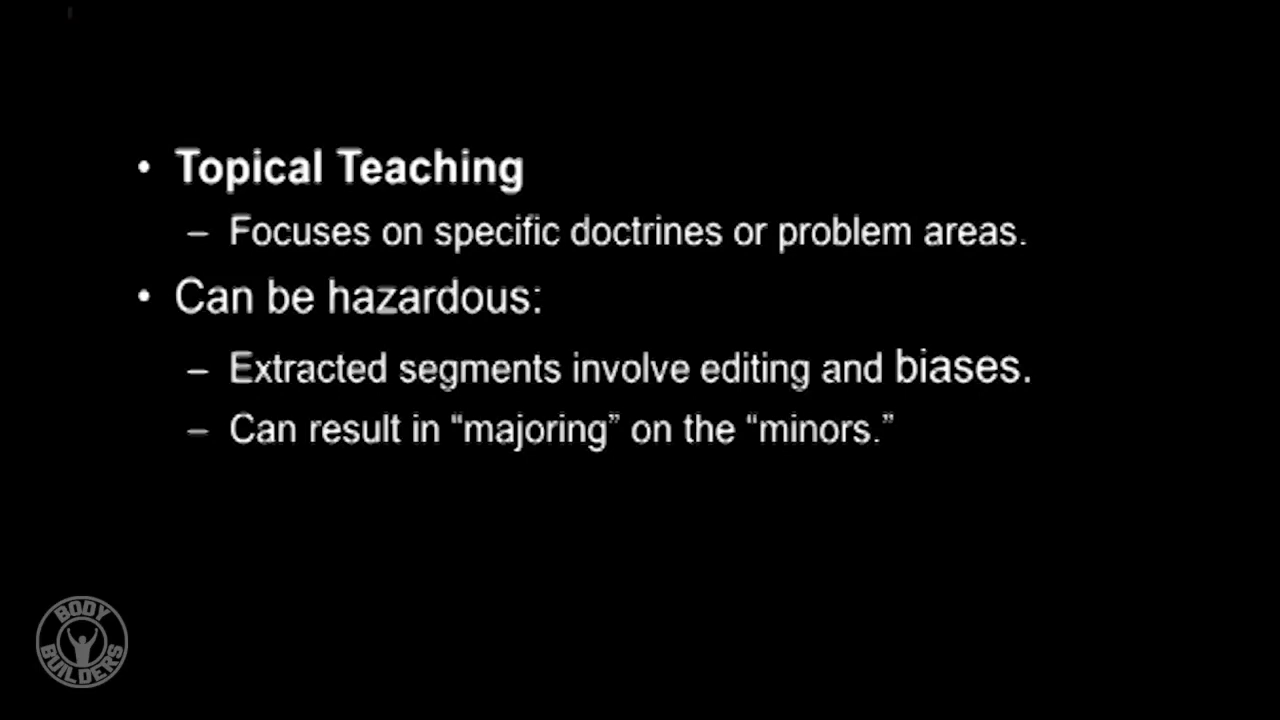 • Topical Teaching
– Focuses on specific doctrines or problem areas.
• Can be hazardous:
– Extracted segments involve editing and biases.
– Can result in “majoring” on the “minors.”
BODY
BUILDERS